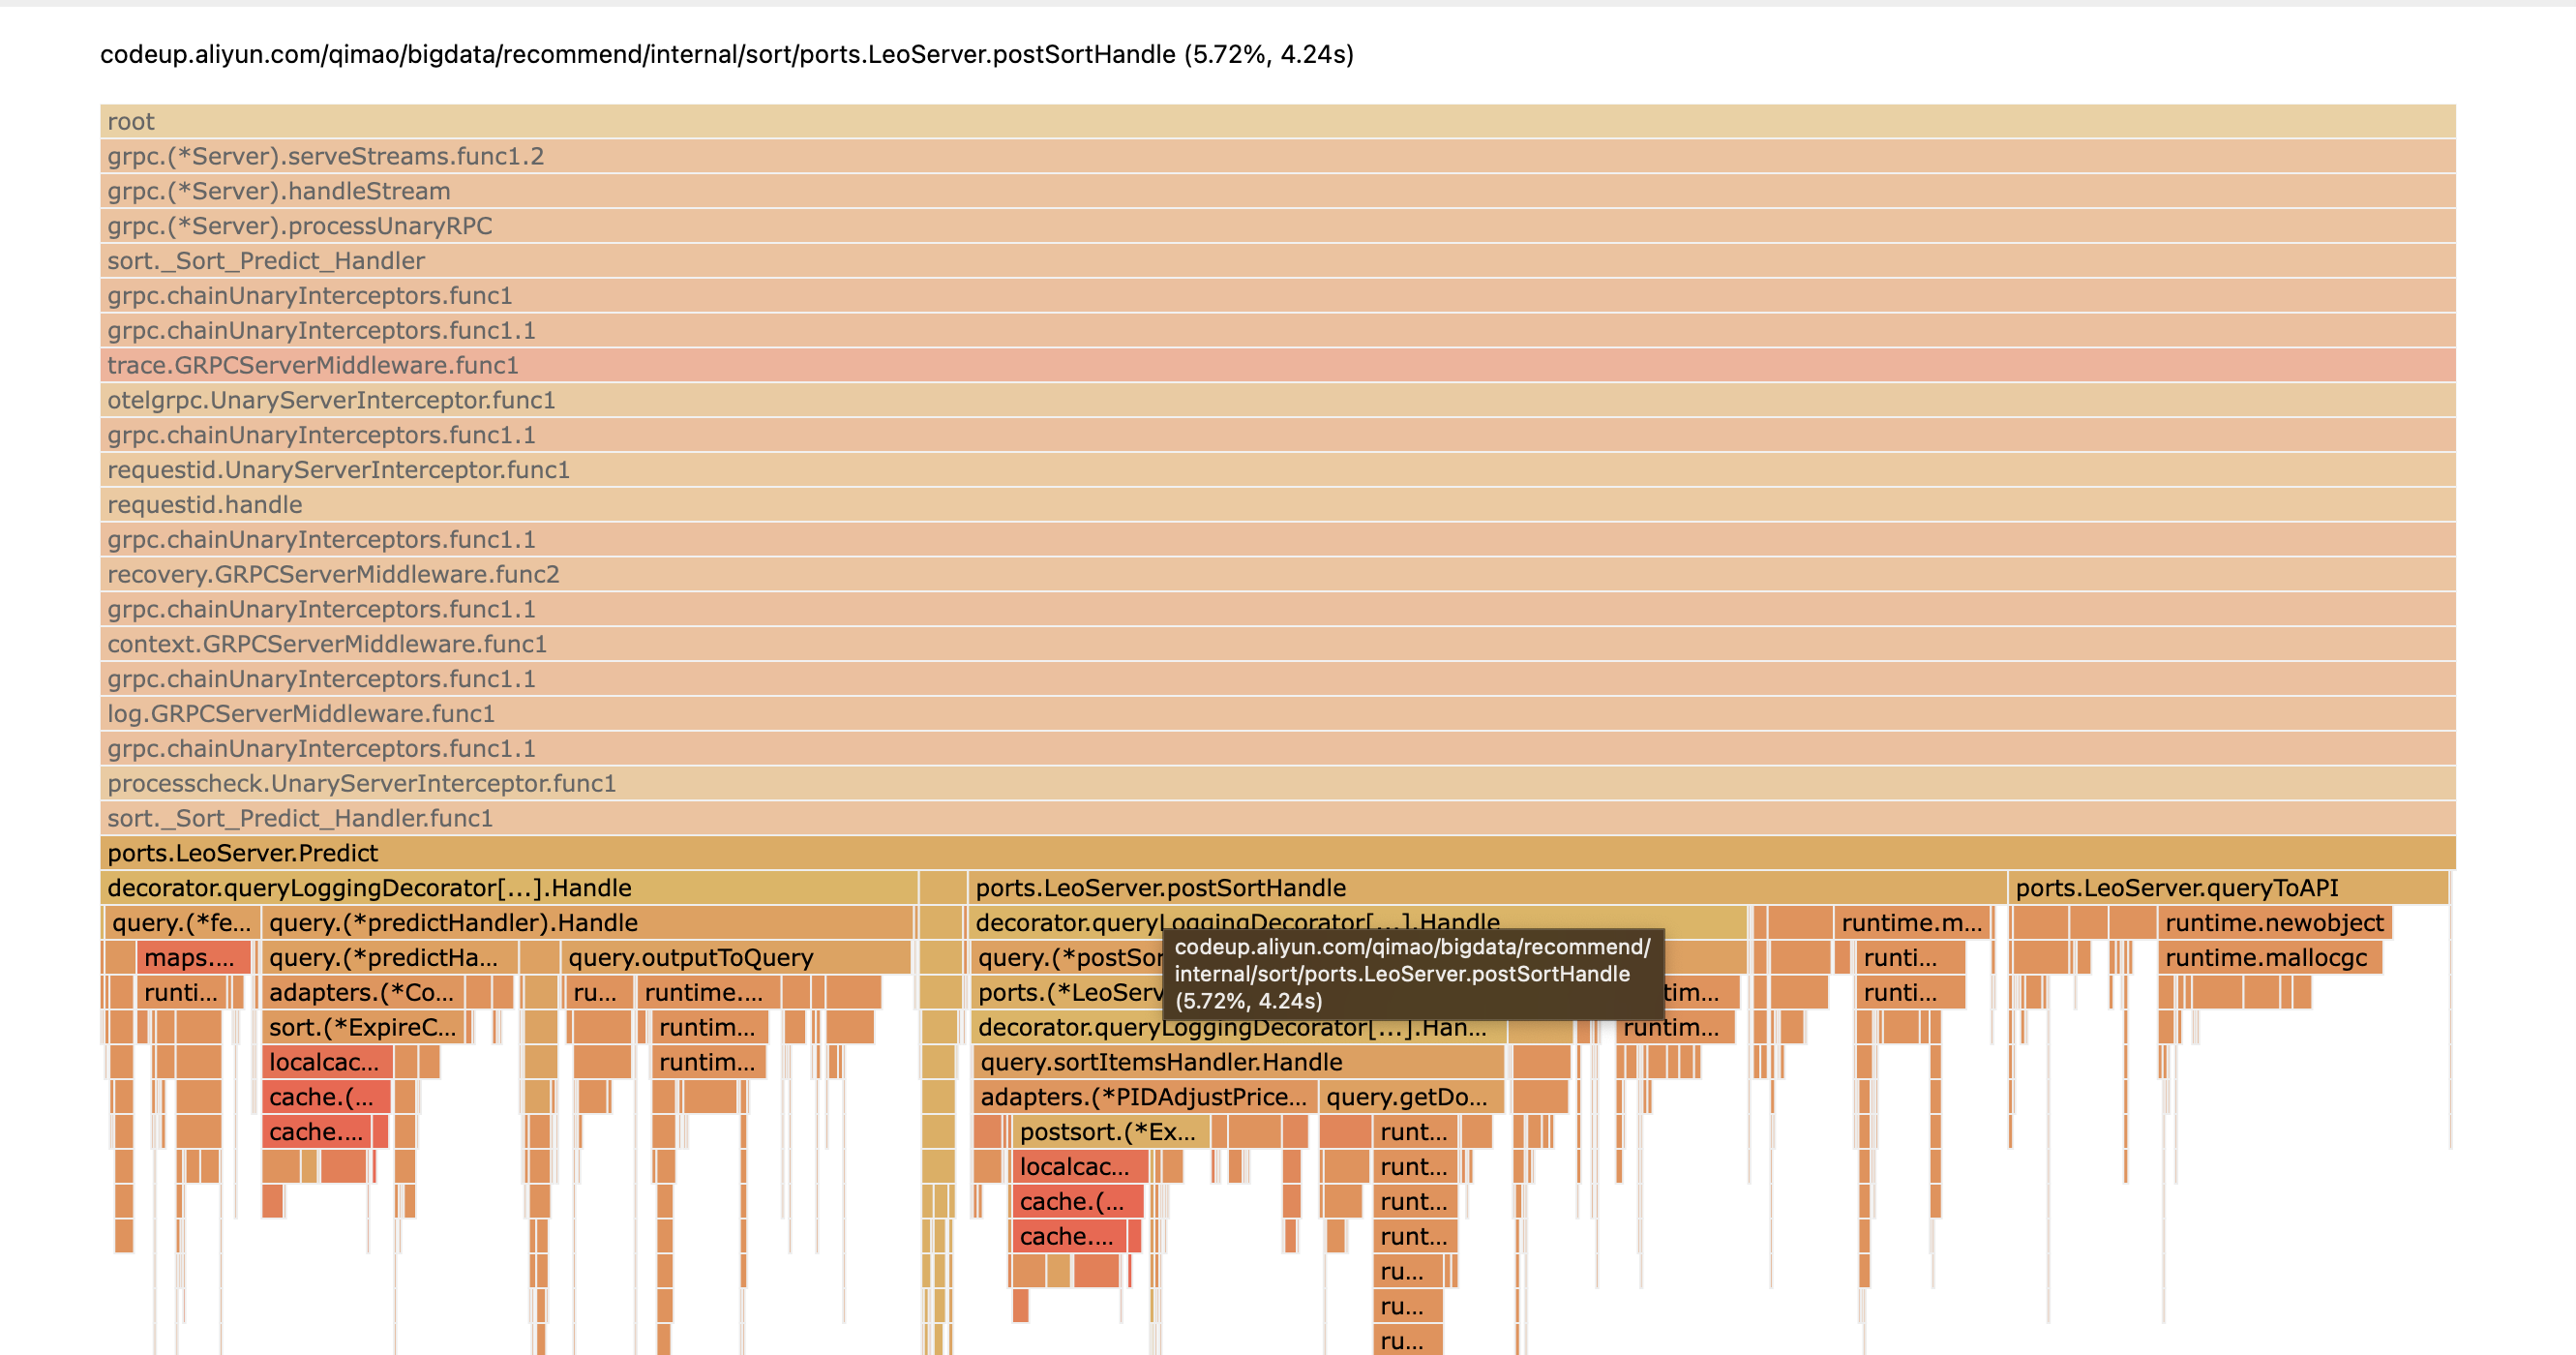 codeup.aliyun.com/qimao/bigdata/recommend/internal/sort/ports.LeoServer.postSortHandle (5.72%, 4.24s)
root
grpc.(*Server).serveStreams.func1.2
grpc.(*Server).handleStream
grpc.(*Server).processUnaryRPC
sort._Sort_Predict_Handler
grpc.chainUnaryInterceptors.func1
grpc.chainUnaryInterceptors.func1.1
trace.GRPCServerMiddleware.func1
otelgrpc.UnaryServerInterceptor.func1
grpc.chainUnaryInterceptors.func1.1
requestid.UnaryServerInterceptor.func1
requestid.handle
grpc.chainUnaryInterceptors.func1.1
recovery.GRPCServerMiddleware.func2
grpc.chainUnaryInterceptors.func1.1
context.GRPCServerMiddleware.func1
grpc.chainUnaryInterceptors.func1.1
log.GRPCServerMiddleware.func1
grpc.chainUnaryInterceptors.func1.1
processcheck.UnaryServerInterceptor.func1
sort._Sort_Predict_Handler.func1
ports.LeoServer.Predict
decorator.queryLoggingDecorator[...].Handle ports.LeoServer.postSortHandle ports.LeoServer.queryToAPI
query.(*fe... query.(*predictHandler).Handle decorator.queryLoggingDecorator[...].Handle runtime.m... runtime.newobject
maps.... query.(*predictHa... query.outputToQuery query.(*postSor runti... runtime.mallocgc
codeup.aliyun.com/qimao/bigdata/recommend/
internal/sort/ports.LeoServer.postSortHandle
(5.72%, 4.24s)
runti... adapters.(*Co... ru... runtime.... ports.(*LeoServ tim... runti...
sort.(*ExpireC... runtim... decorator.queryLoggingDecorator[...].Han... runtim...
localcac... runtim... query.sortItemsHandler.Handle
cache.(... adapters.(*PIDAdjustPrice... query.getDo...
cache.... postsort.(*Ex... runt...
localcac... runt...
cache.(... runt...
cache.... runt...
ru...
ru...
ru...